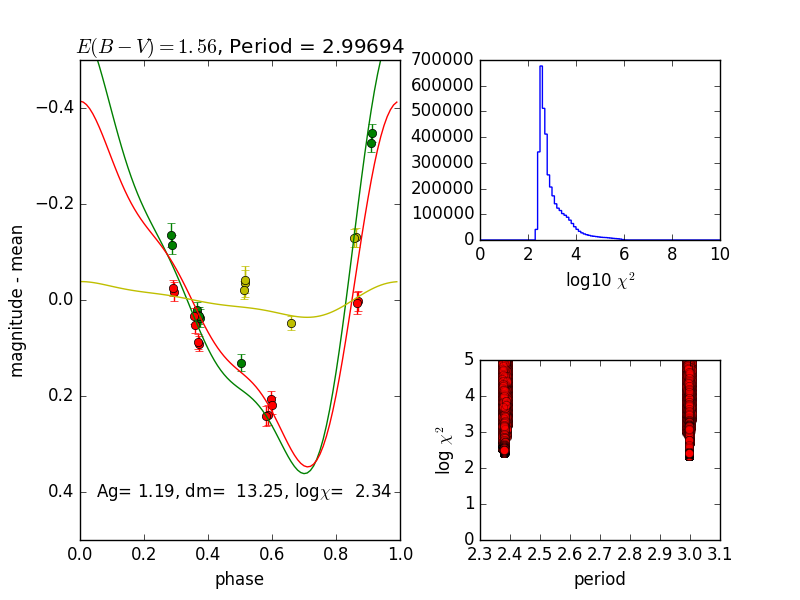 E(B − V) = 1.56, Period = 2.99694
−0.4
−0.2
0.0
0.2
0.4
magnitude - mean
Ag= 1.19, dm= 13.25, logχ= 2.34
0.0 0.2 0.4 0.6 0.8 1.0
phase
700000
600000
500000
400000
300000
200000
100000
0
0 2 4 6 8 10
log10 χ²
5
4
3
2
1
0
log χ²
2.3 2.4 2.5 2.6 2.7 2.8 2.9 3.0 3.1
period